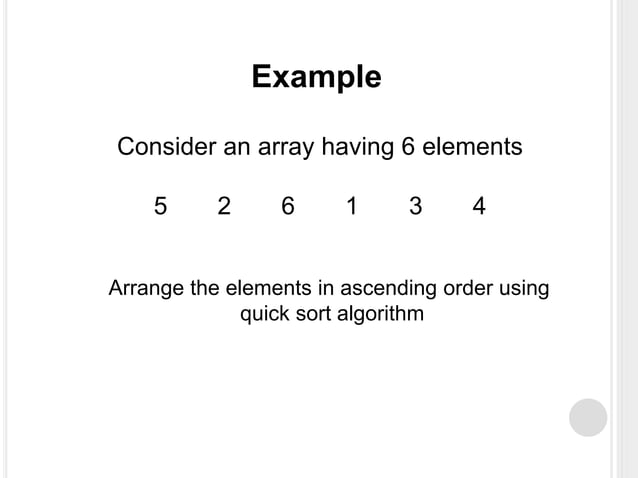 Example
Consider an array having 6 elements
5 2 6 1 3 4
Arrange the elements in ascending order using
quick sort algorithm